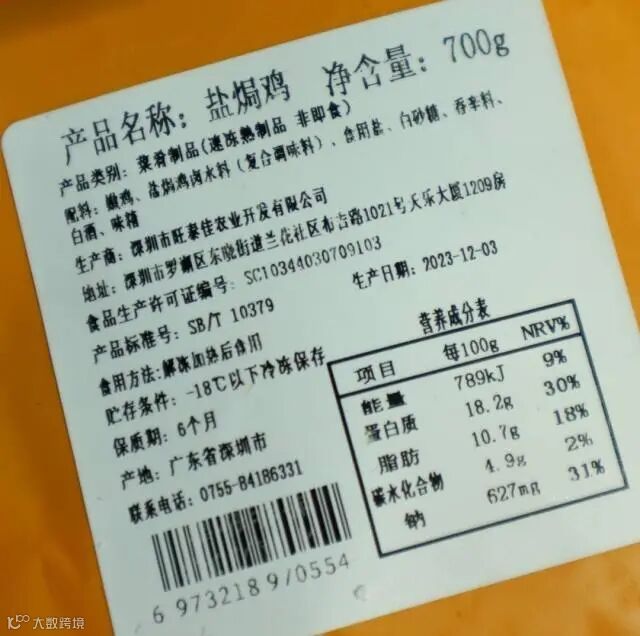 产品名称：盐焗鸡 净含量：700g
产品类别：菜肴制品(速冻熟制品 非即食)
配料：嫩鸡、盐焗鸡卤水料（复合调味料）、食用盐、白砂糖、香辛料、
白酒、味精
生产商：深圳市旺泰佳农业开发有限公司
地址：深圳市罗湖区东晓街道兰花社区布吉路1021号天乐大厦1209房
食品生产许可证编号：SC10344030709103
产品标准号：SB/T 10379 生产日期：2023-12-03
食用方法:解冻加热后食用
贮存条件：-18℃以下冷冻保存
保质期：6个月
产地：广东省深圳市
联系电话：0755-84186331
营养成分表
项目 每100g NRV%
能量 789kJ 9%
蛋白质 18.2g 30%
脂肪 10.7g 18%
碳水化合物 4.9g 2%
钠 627mg 31%
6 973218970554
大数跨境